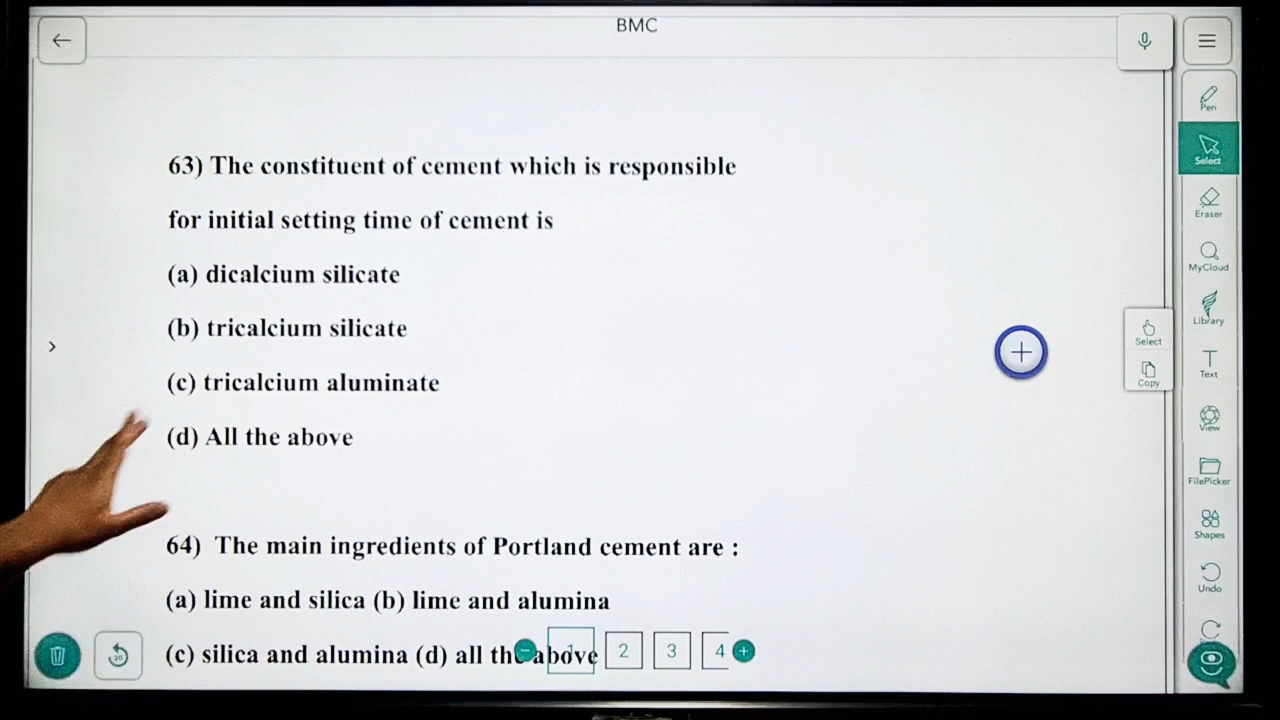 BMC
63) The constituent of cement which is responsible
for initial setting time of cement is
(a) dicalcium silicate
(b) tricalcium silicate
(c) tricalcium aluminate
(d) All the above
64) The main ingredients of Portland cement are :
(a) lime and silica (b) lime and alumina
(c) silica and alumina (d) all the above
1 2 3 4
20
Pen
Select
Eraser
MyCloud
Library
Text
View
FilePicker
Shapes
Undo
Select
Copy